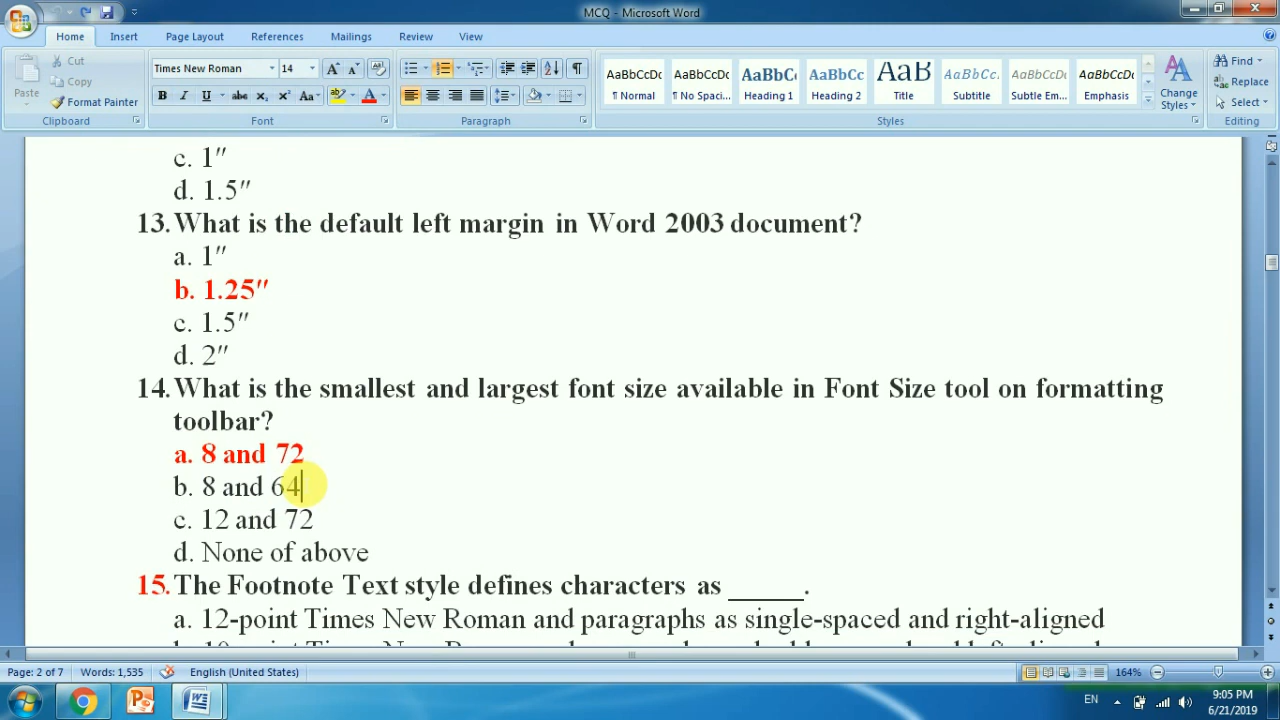 MCQ - Microsoft Word
Home Insert Page Layout References Mailings Review View
Paste
Cut
Copy
Format Painter
Clipboard
Times New Roman 14
Font
Paragraph
AaBbCcDc AaBbCcDc AaBbCc AaBbCc AaB AaBbCc. AaBbCcDc AaBbCcDc
¶ Normal ¶ No Spaci... Heading 1 Heading 2 Title Subtitle Subtle Em... Emphasis
Change Styles
Styles
Find
Replace
Select
Editing
c. 1″
d. 1.5″
13. What is the default left margin in Word 2003 document?
a. 1″
b. 1.25″
c. 1.5″
d. 2″
14. What is the smallest and largest font size available in Font Size tool on formatting
toolbar?
a. 8 and 72
b. 8 and 64
c. 12 and 72
d. None of above
15. The Footnote Text style defines characters as _____.
a. 12-point Times New Roman and paragraphs as single-spaced and right-aligned
Page: 2 of 7 Words: 1,535 English (United States) 164%
EN 9:05 PM
6/21/2019